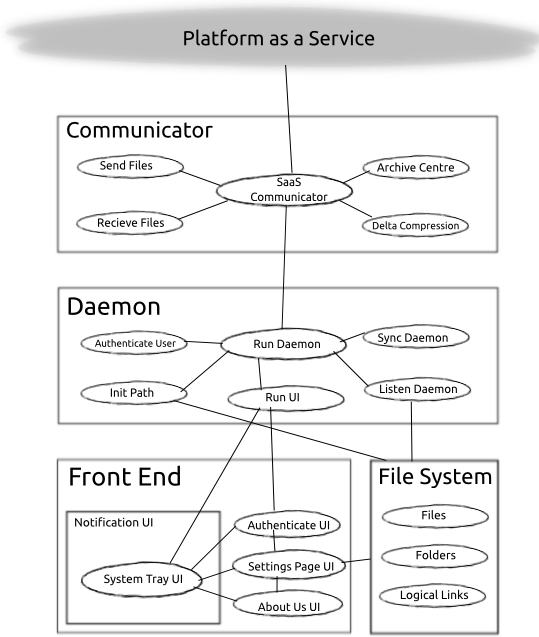 Platform as a Service
Communicator
Send Files
Archive Centre
SaaS
Communicator
Recieve Files
Delta Compression
Daemon
Authenticate User
Run Daemon
Sync Daemon
Init Path
Run UI
Listen Daemon
Front End
File System
Notification UI
Files
Authenticate UI
Folders
System Tray UI
Settings Page UI
Logical Links
About Us UI